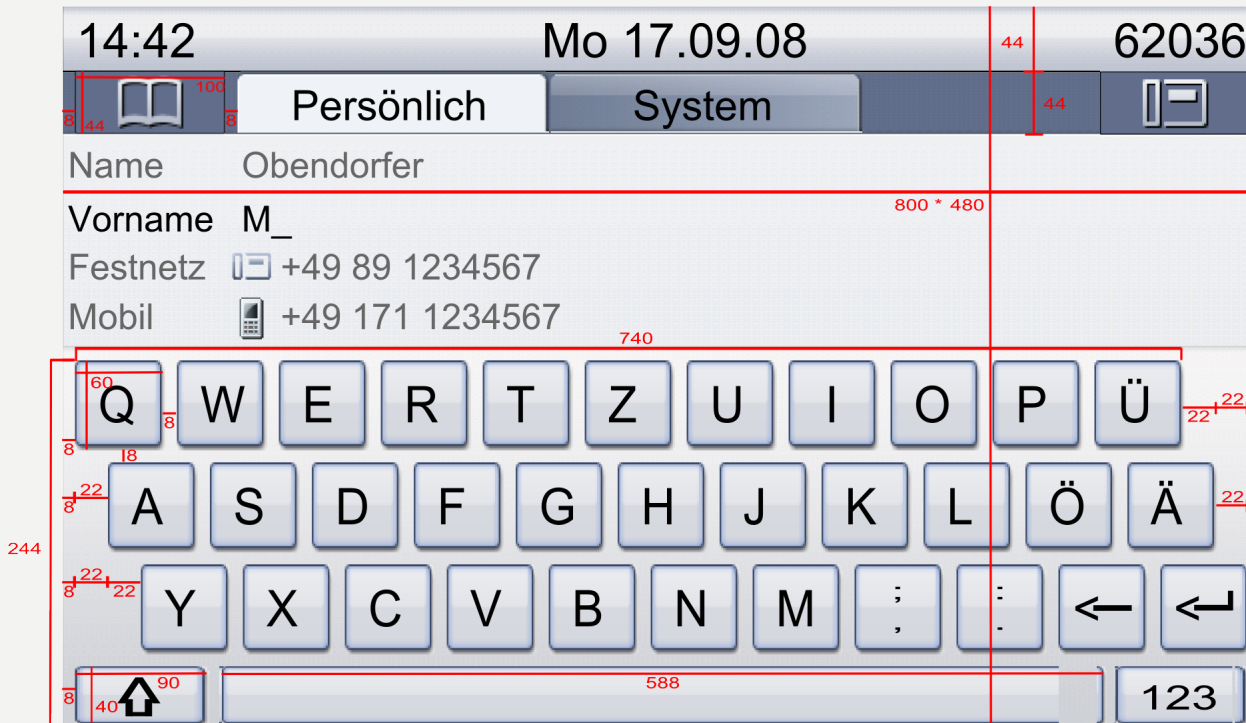 14:42 Mo 17.09.08 44 62036
100 Persönlich System 44
8 44 8
Name Obendorfer
800 * 480
Vorname M_
Festnetz +49 89 1234567
Mobil +49 171 1234567
740
60
Q W E R T Z U I O P Ü 22 22
8 8
8
22 A S D F G H J K L Ö Ä 22
8
244
22 22 Y X C V B N M ; , : - <— <
8
8 40 90 588 123